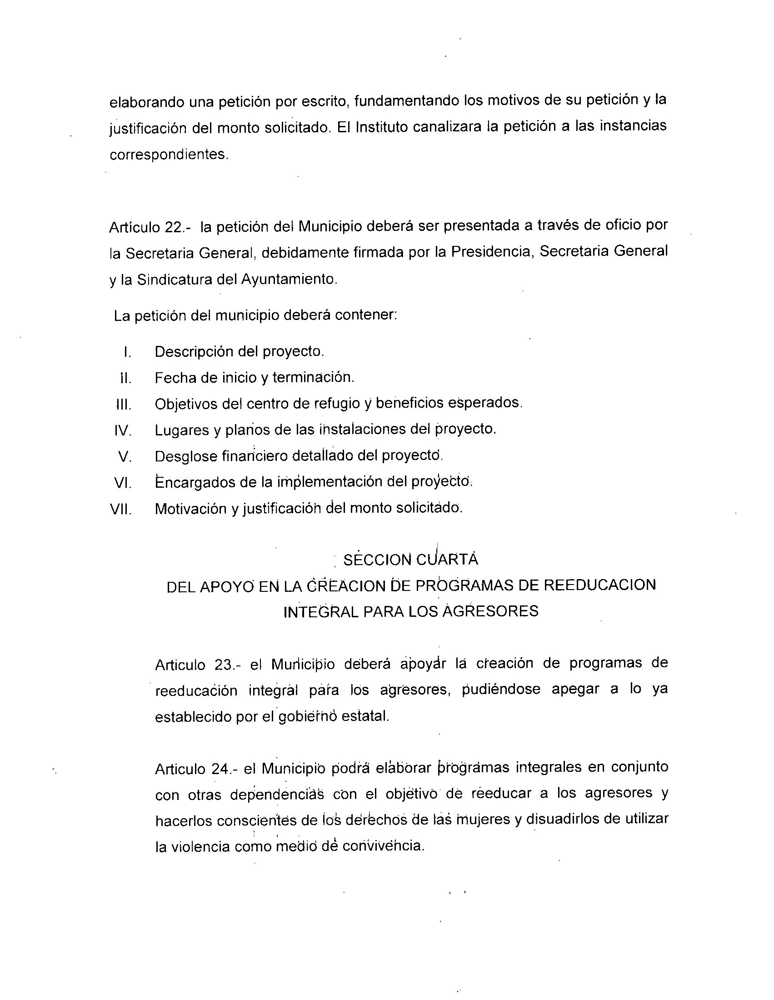 elaborando una petición por escrito, fundamentando los motivos de su petición y la
justificación del monto solicitado. El Instituto canalizara la petición a las instancias
correspondientes.
Artículo 22.- la petición del Municipio deberá ser presentada a través de oficio por
la Secretaria General, debidamente firmada por la Presidencia, Secretaria General
y la Sindicatura del Ayuntamiento.
La petición del municipio deberá contener:
I. Descripción del proyecto.
II. Fecha de inicio y terminación.
III. Objetivos del centro de refugio y beneficios esperados.
IV. Lugares y planos de las instalaciones del proyecto.
V. Desglose financiero detallado del proyecto.
VI. Encargados de la implementación del proyecto.
VII. Motivación y justificación del monto solicitado.
SECCION CUARTA
DEL APOYO EN LA CREACION DE PROGRAMAS DE REEDUCACION
INTEGRAL PARA LOS AGRESORES
Articulo 23.- el Municipio deberá apoyar la creación de programas de
reeducación integral para los agresores, pudiéndose apegar a lo ya
establecido por el gobierno estatal.
Articulo 24.- el Municipio podrá elaborar programas integrales en conjunto
con otras dependencias con el objetivo de reeducar a los agresores y
hacerlos conscientes de los derechos de las mujeres y disuadirlos de utilizar
la violencia como medio de convivencia.